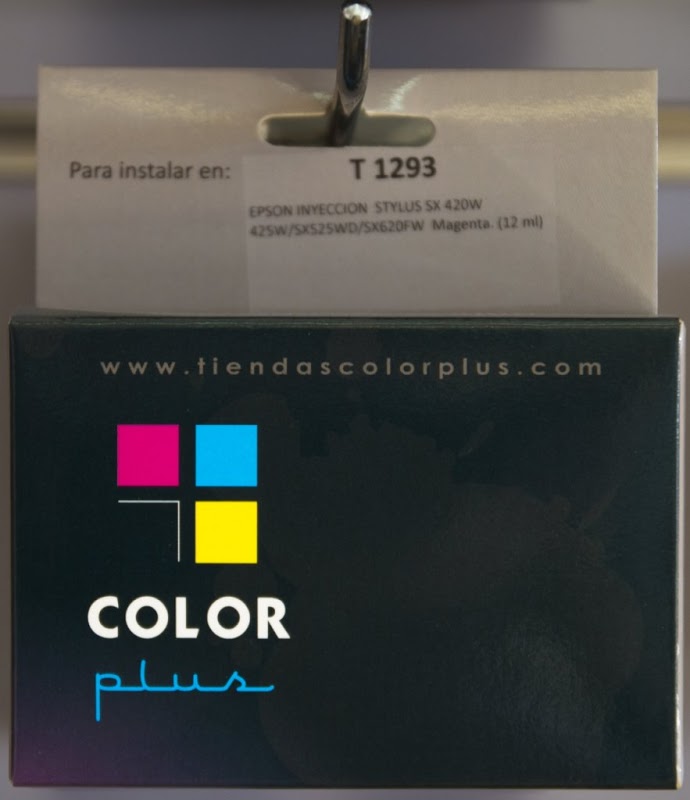 Para instalar en: T 1293
EPSON INYECCION STYLUS SX 420W
425W/SX525WD/SX620FW Magenta. (12 ml)
www.tiendascolorplus.com
COLOR
plus